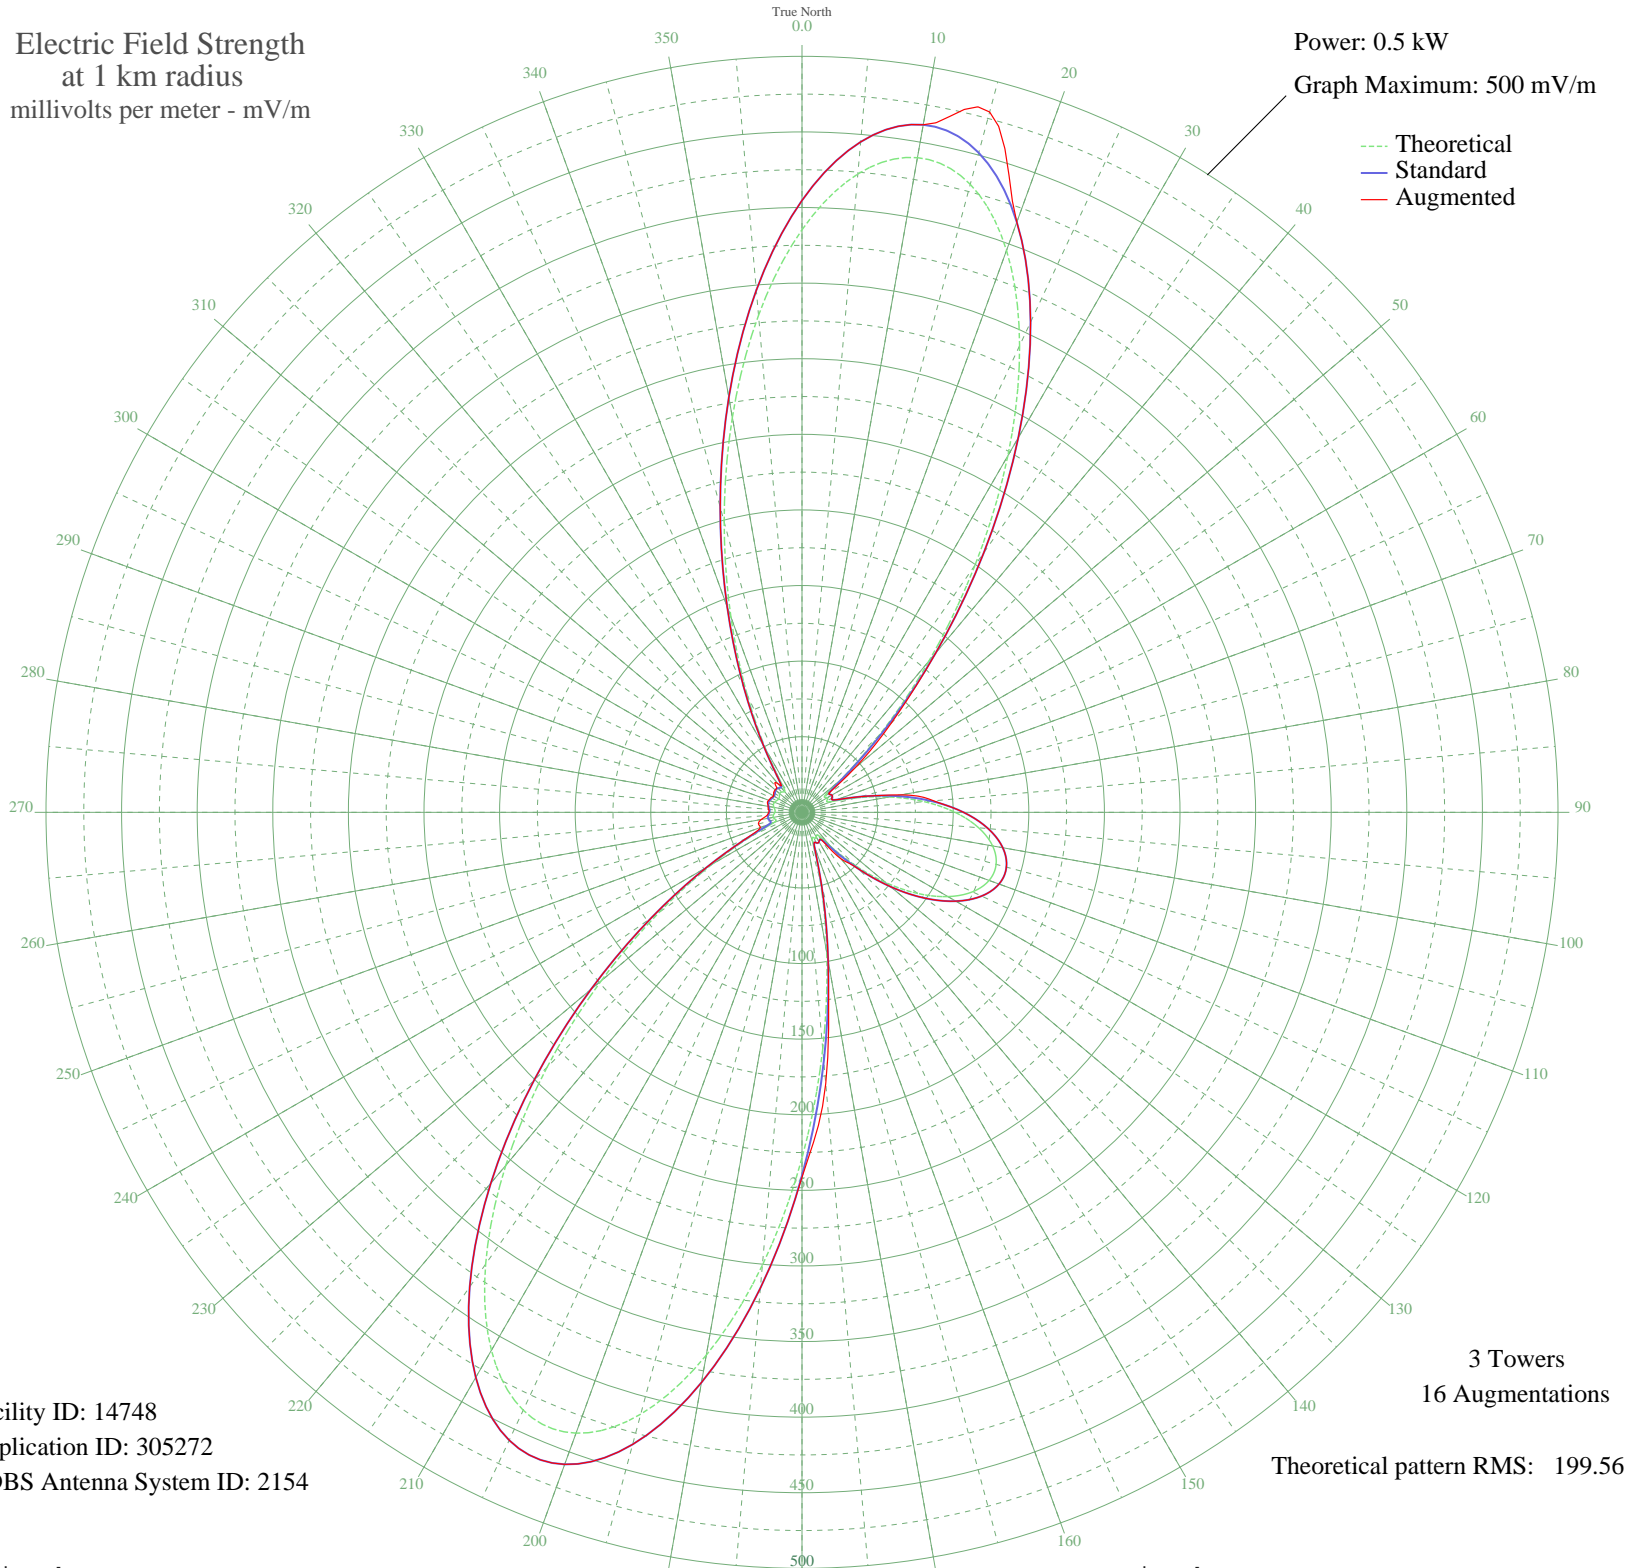 True North
0.0
Electric Field Strength
at 1 km radius
millivolts per meter - mV/m
Power: 0.5 kW
Graph Maximum: 500 mV/m
Theoretical
Standard
Augmented
10
20
30
40
50
60
70
80
90
100
110
120
130
140
150
160
200
210
220
230
240
250
260
270
280
290
300
310
320
330
340
350
100
150
200
250
300
350
400
450
500
3 Towers
16 Augmentations
Theoretical pattern RMS: 199.56
cility ID: 14748
plication ID: 305272
DBS Antenna System ID: 2154